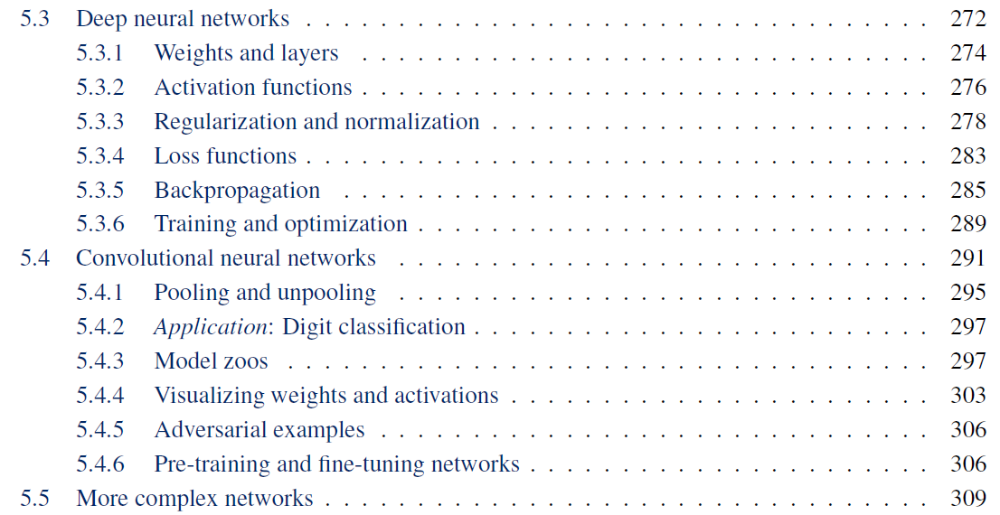 5.3 Deep neural networks . . . . . . . . . . . . . . . . . . . . . . . . . . . . . . . . . . 272
5.3.1 Weights and layers . . . . . . . . . . . . . . . . . . . . . . . . . . . . . . . 274
5.3.2 Activation functions . . . . . . . . . . . . . . . . . . . . . . . . . . . . . . . 276
5.3.3 Regularization and normalization . . . . . . . . . . . . . . . . . . . . . . . . 278
5.3.4 Loss functions . . . . . . . . . . . . . . . . . . . . . . . . . . . . . . . . . . 283
5.3.5 Backpropagation . . . . . . . . . . . . . . . . . . . . . . . . . . . . . . . . 285
5.3.6 Training and optimization . . . . . . . . . . . . . . . . . . . . . . . . . . . . 289
5.4 Convolutional neural networks . . . . . . . . . . . . . . . . . . . . . . . . . . . . . 291
5.4.1 Pooling and unpooling . . . . . . . . . . . . . . . . . . . . . . . . . . . . . 295
5.4.2 Application: Digit classification . . . . . . . . . . . . . . . . . . . . . . . . . 297
5.4.3 Model zoos . . . . . . . . . . . . . . . . . . . . . . . . . . . . . . . . . . . 297
5.4.4 Visualizing weights and activations . . . . . . . . . . . . . . . . . . . . . . . 303
5.4.5 Adversarial examples . . . . . . . . . . . . . . . . . . . . . . . . . . . . . . 306
5.4.6 Pre-training and fine-tuning networks . . . . . . . . . . . . . . . . . . . . . . 306
5.5 More complex networks . . . . . . . . . . . . . . . . . . . . . . . . . . . . . . . . . 309